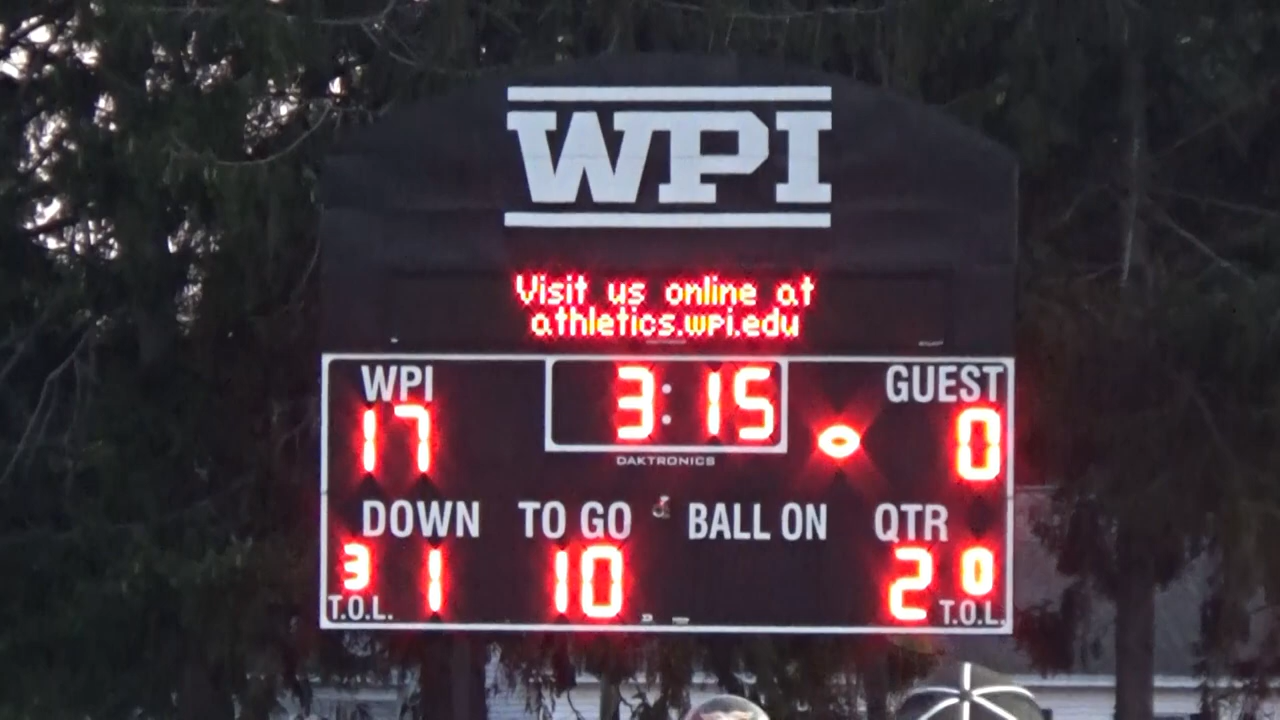 WPI
Visit us online at
athletics.wpi.edu
WPI 3:15 GUEST
17 0
DAKTRONICS
DOWN TO GO BALL ON QTR
3 1 10 2 0
T.O.L. T.O.L.